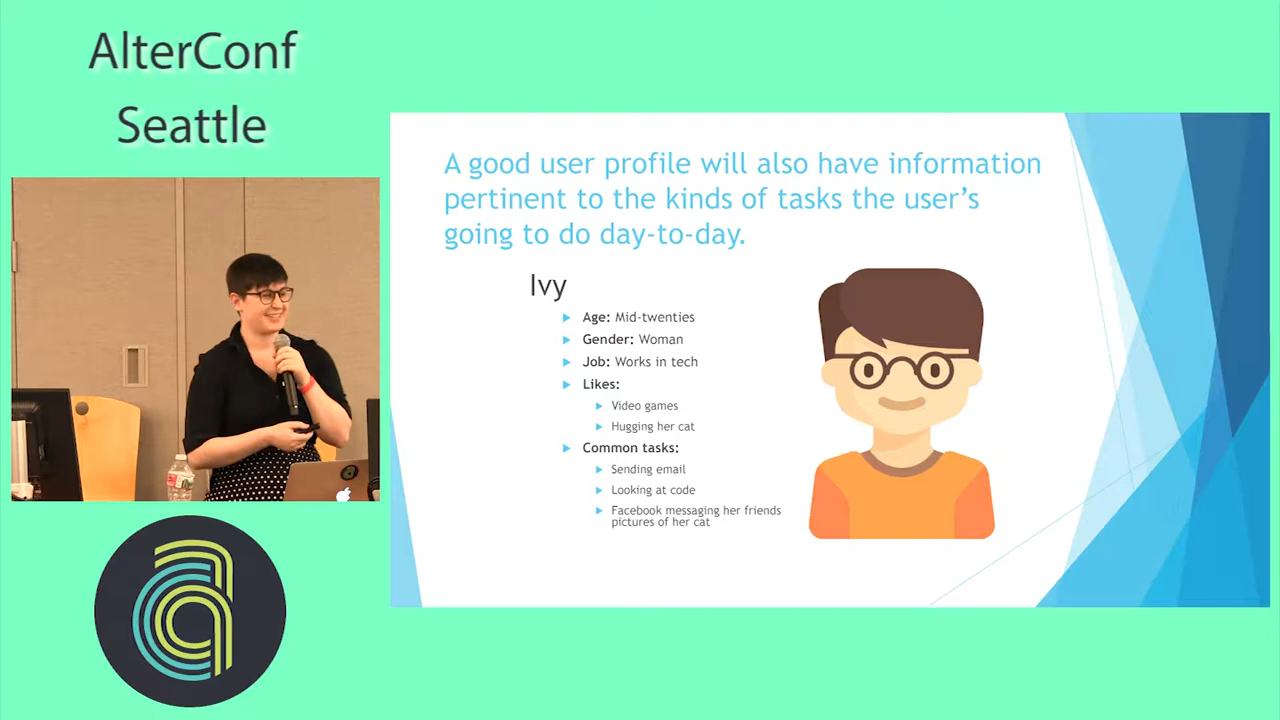 AlterConf
Seattle
A good user profile will also have information
pertinent to the kinds of tasks the user's
going to do day-to-day.
Ivy
Age: Mid-twenties
Gender: Woman
Job: Works in tech
Likes:
Video games
Hugging her cat
Common tasks:
Sending email
Looking at code
Facebook messaging her friends
pictures of her cat